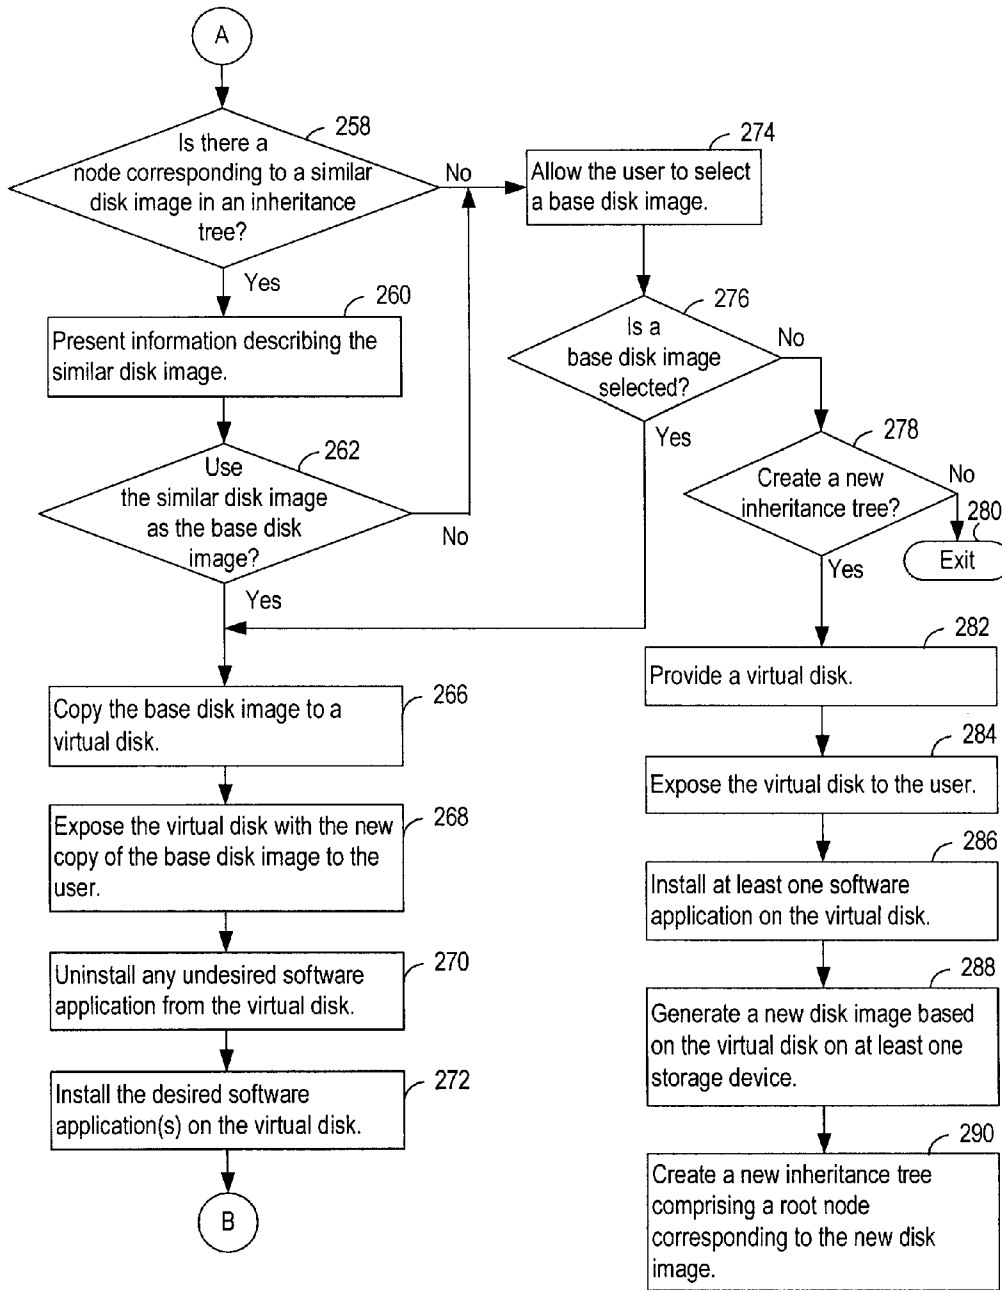 A
258
Is there a
node corresponding to a similar
disk image in an inheritance
tree?
No
Yes
260
Present information describing the
similar disk image.
262
Use
the similar disk image
as the base disk
image?
No
Yes
266
Copy the base disk image to a
virtual disk.
268
Expose the virtual disk with the new
copy of the base disk image to the
user.
270
Uninstall any undesired software
application from the virtual disk.
272
Install the desired software
application(s) on the virtual disk.
B
274
Allow the user to select
a base disk image.
276
Is a
base disk image
selected?
No
Yes
278
Create a new
inheritance tree?
No
280
Exit
Yes
282
Provide a virtual disk.
284
Expose the virtual disk to the user.
286
Install at least one software
application on the virtual disk.
288
Generate a new disk image based
on the virtual disk on at least one
storage device.
290
Create a new inheritance tree
comprising a root node
corresponding to the new disk
image.